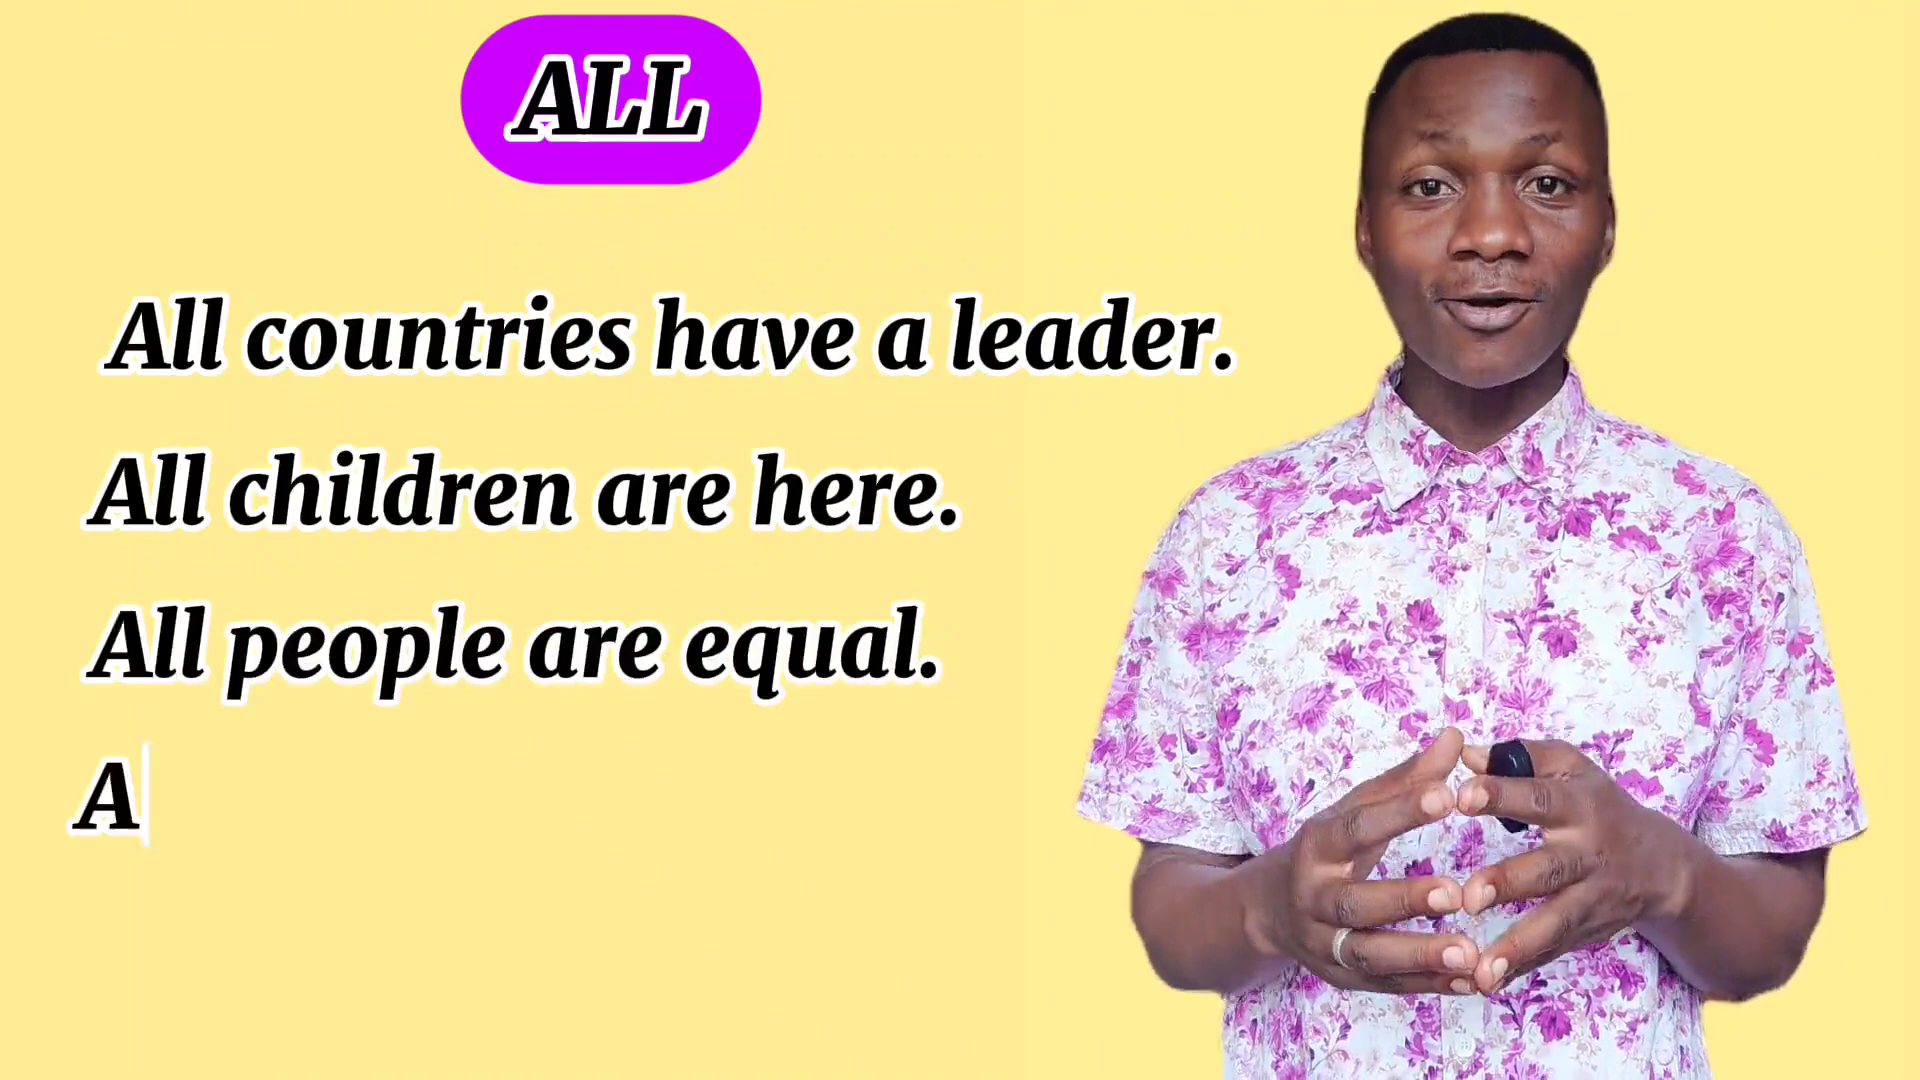 ALL
All countries have a leader.
All children are here.
All people are equal.
A